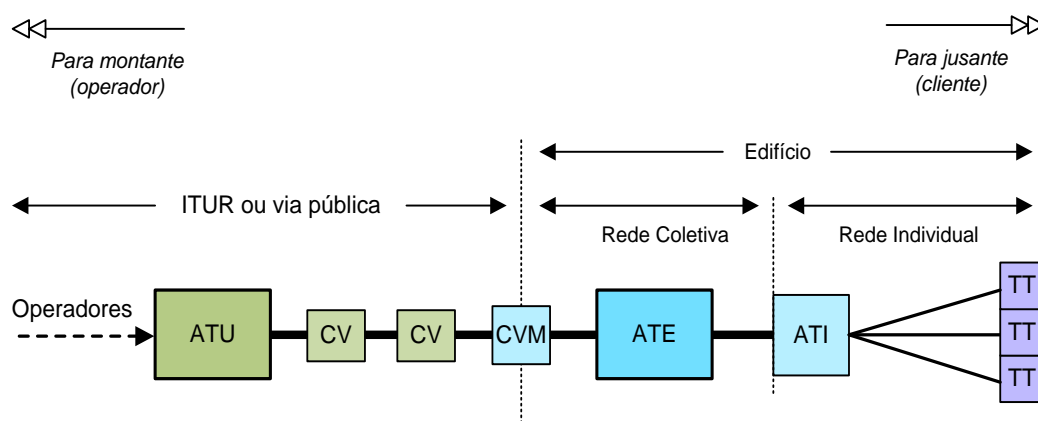 Para montante
(operador)
Para jusante
(cliente)
Edifício
ITUR ou via pública
Rede Coletiva
Rede Individual
Operadores
ATU
CV
CV
CVM
ATE
ATI
TT
TT
TT